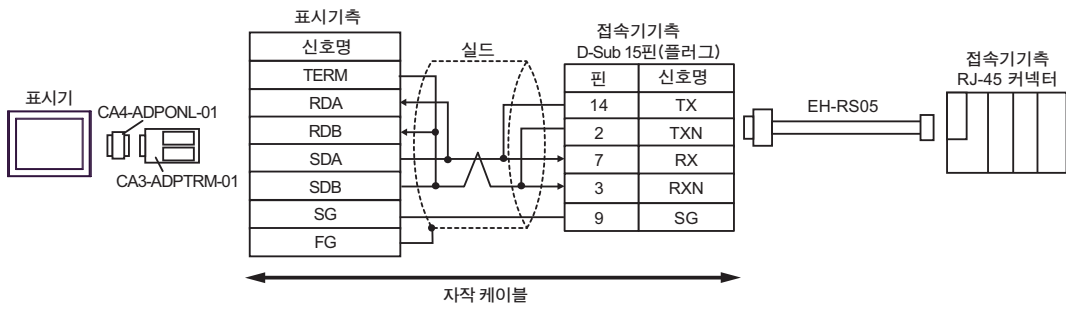 표시기
CA4-ADPONL-01
CA3-ADPTRM-01
표시기측
신호명
TERM
RDA
RDB
SDA
SDB
SG
FG
실드
접속기기측
D-Sub 15핀(플러그)
핀 신호명
14 TX
2 TXN
7 RX
3 RXN
9 SG
EH-RS05
접속기기측
RJ-45 커넥터
자작 케이블